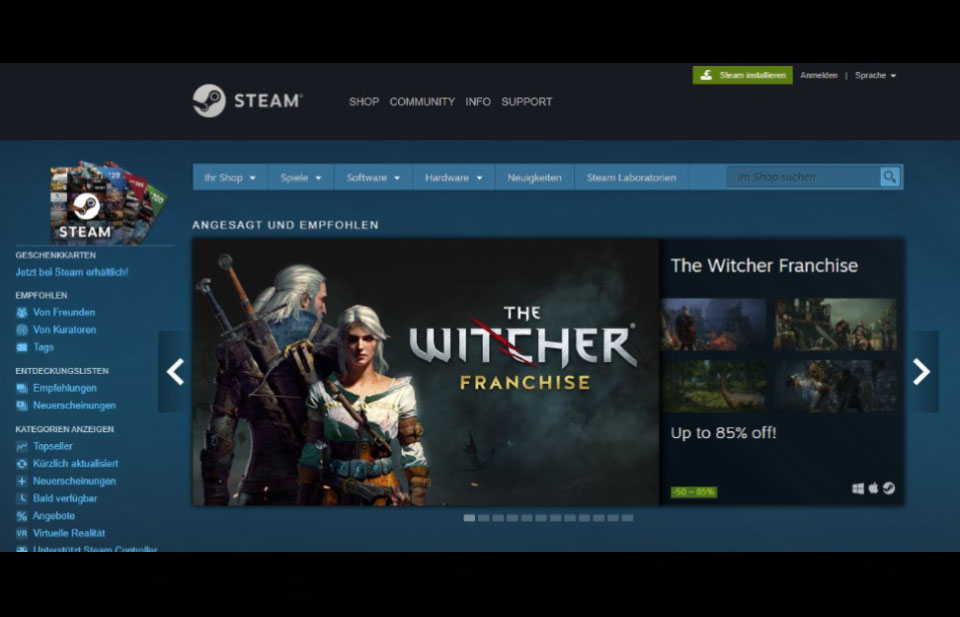 Steam installieren Anmelden | Sprache
STEAM® SHOP COMMUNITY INFO SUPPORT
Ihr Shop Spiele Software Hardware Neuigkeiten Steam Laboratorien Im Shop suchen
STEAM
GESCHENKKARTEN
Jetzt bei Steam erhältlich!
EMPFOHLEN
Von Freunden
Von Kuratoren
Tags
ENTDECKUNGSLISTEN
Empfehlungen
Neuerscheinungen
KATEGORIEN ANZEIGEN
Topseller
Kürzlich aktualisiert
Neuerscheinungen
Bald verfügbar
Angebote
VR Virtuelle Realität
Unterstützt Steam Controller
ANGESAGT UND EMPFOHLEN
THE
WITCHER®
FRANCHISE
The Witcher Franchise
Up to 85% off!
-50 – 85%